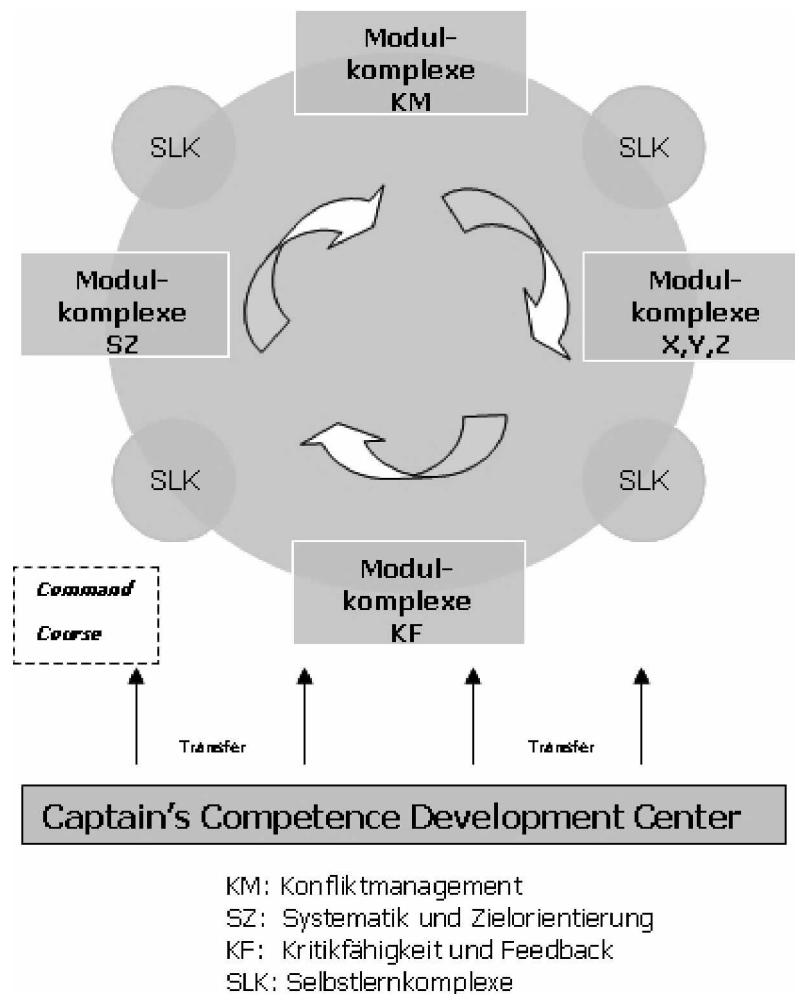 Modul-
komplexe
KM
SLK
SLK
Modul-
komplexe
SZ
Modul-
komplexe
X,Y,Z
SLK
SLK
Modul-
komplexe
KF
Command
Course
Transfer
Transfer
Captain's Competence Development Center
KM: Konfliktmanagement
SZ: Systematik und Zielorientierung
KF: Kritikfähigkeit und Feedback
SLK: Selbstlernkomplexe